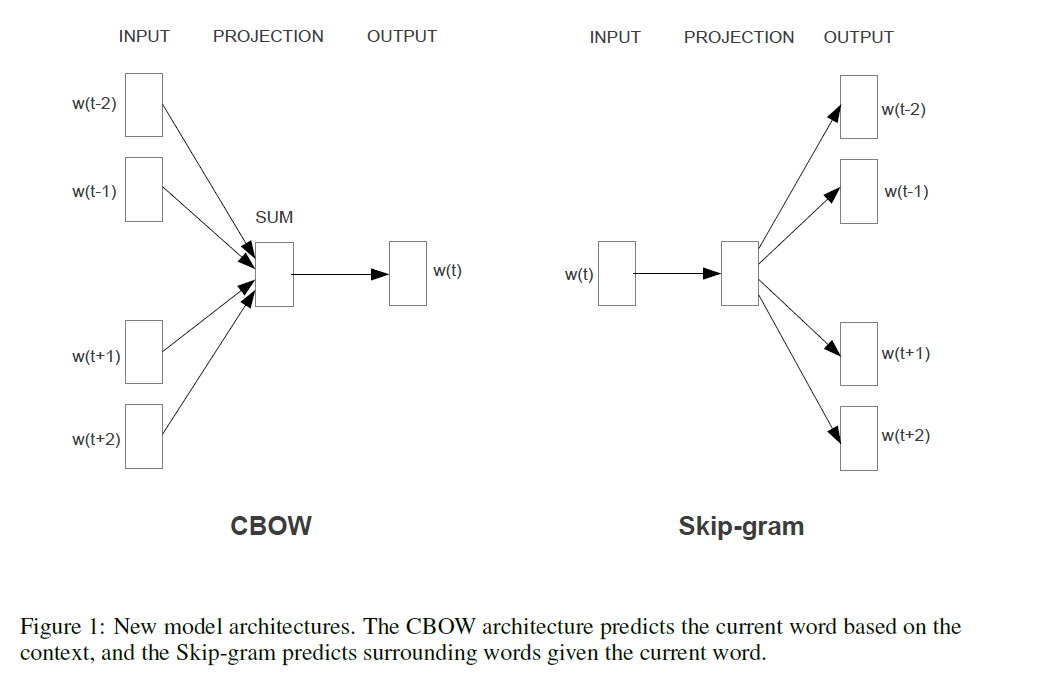 INPUT PROJECTION OUTPUT
w(t-2)
w(t-1)
SUM
w(t)
w(t+1)
w(t+2)
CBOW
INPUT PROJECTION OUTPUT
w(t-2)
w(t-1)
w(t)
w(t+1)
w(t+2)
Skip-gram
Figure 1: New model architectures. The CBOW architecture predicts the current word based on the
context, and the Skip-gram predicts surrounding words given the current word.